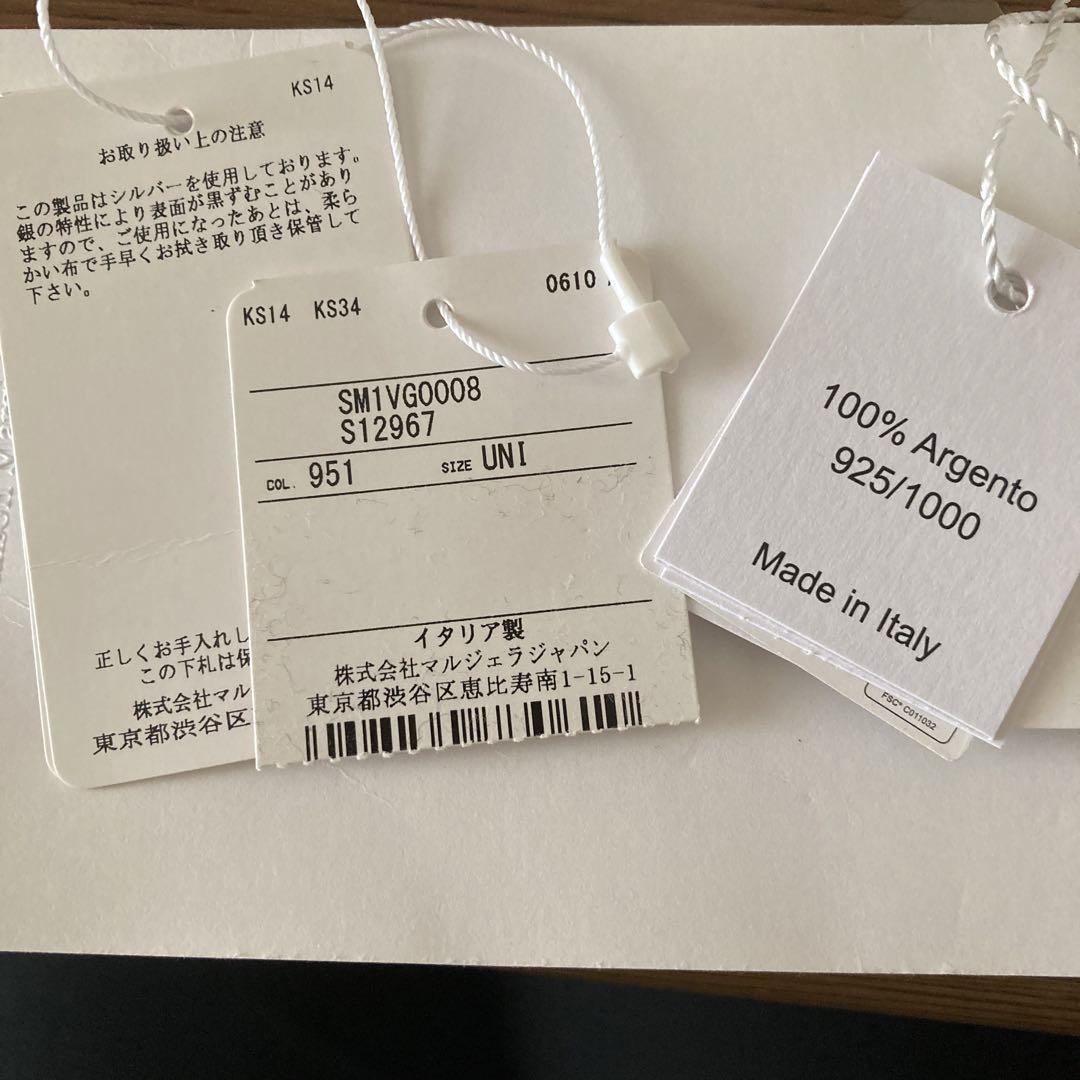 KS14
お取り扱い上の注意
この製品はシルバーを使用しております。
銀の特性により表面が黒ずむことがあり
ますので、ご使用になったあとは、柔ら
かい布で手早くお拭き取り頂き保管して
下さい。
正しくお手入れし
この下札は保
株式会社マル
東京都渋谷区
KS14 KS34
0610
SM1VG0008
S12967
COL. 951 SIZE UNI
イタリア製
株式会社マルジェラジャパン
東京都渋谷区恵比寿南1-15-1
100% Argento
925/1000
Made in Italy
FSC® C011032